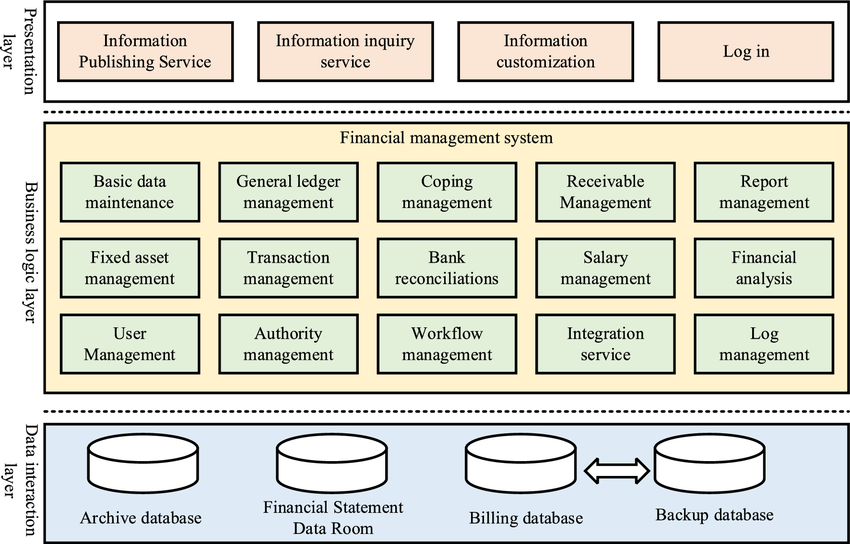 Presentation
layer
Information
Publishing Service
Information inquiry
service
Information
customization
Log in
Business logic layer
Financial management system
Basic data
maintenance
General ledger
management
Coping
management
Receivable
Management
Report
management
Fixed asset
management
Transaction
management
Bank
reconciliations
Salary
management
Financial
analysis
User
Management
Authority
management
Workflow
management
Integration
service
Log
management
Data interaction
layer
Archive database
Financial Statement
Data Room
Billing database
Backup database